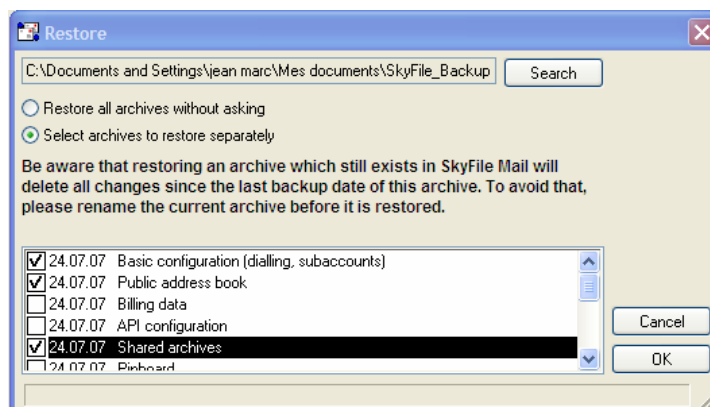 Restore
C:\Documents and Settings\jean marc\Mes documents\SkyFile_Backup
Search
Restore all archives without asking
Select archives to restore separately
Be aware that restoring an archive which still exists in SkyFile Mail will
delete all changes since the last backup date of this archive. To avoid that,
please rename the current archive before it is restored.
24.07.07 Basic configuration (dialling, subaccounts)
24.07.07 Public address book
24.07.07 Billing data
24.07.07 API configuration
24.07.07 Shared archives
24.07.07 Pinboard
Cancel
OK